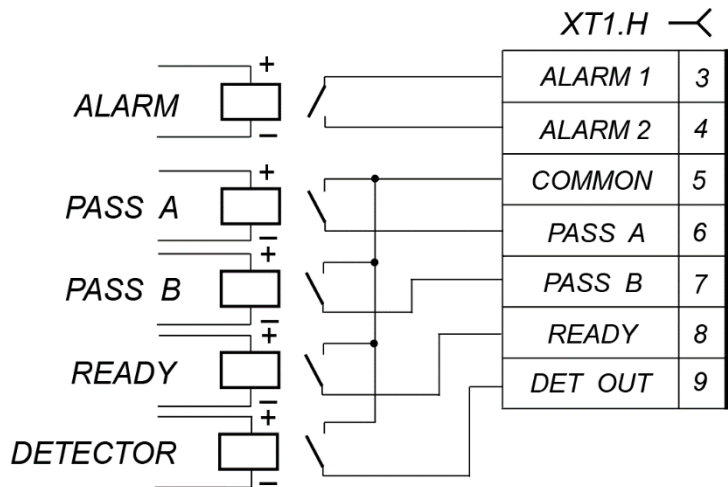 XT1.H
+
ALARM 1 3
ALARM
−
ALARM 2 4
+
COMMON 5
PASS A
PASS A 6
−
+
PASS B
PASS B 7
−
+
READY 8
READY
DET OUT 9
−
+
DETECTOR
−